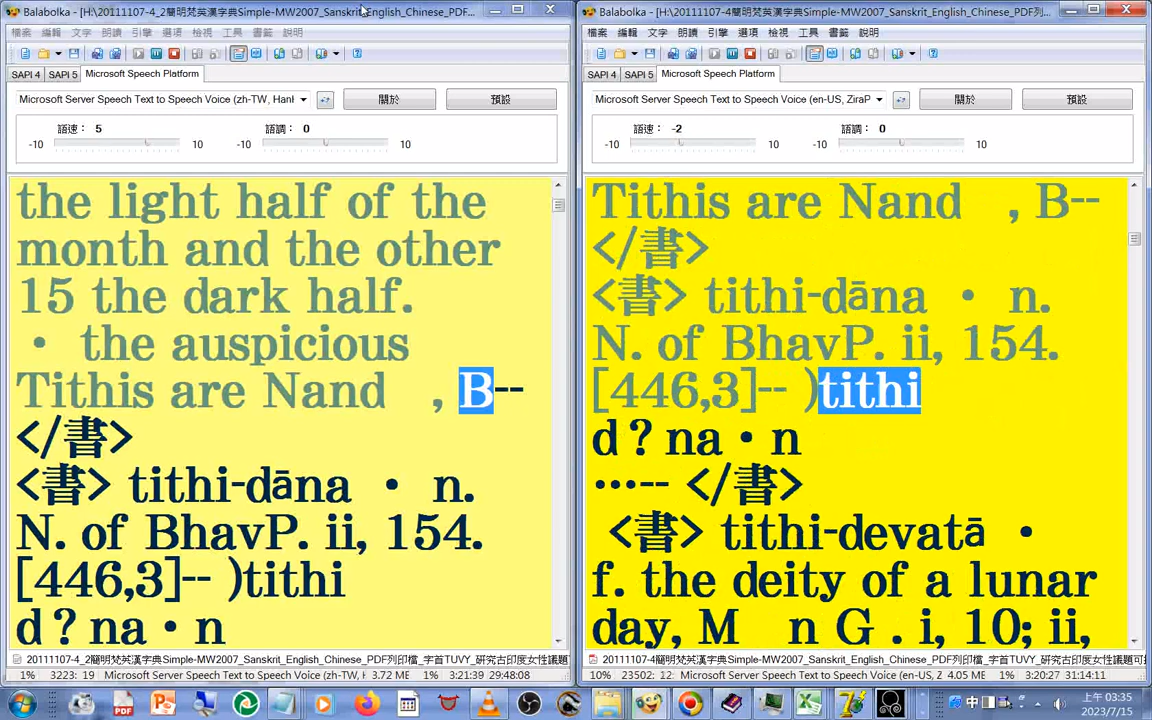 Balabolka - [H:\20111107-4_2簡明梵英漢字典Simple-MW2007_Sanskrit_English_Chinese_PDF...
檔案 編輯 文字 朗讀 引擎 選項 檢視 工具 書籤 說明
SAPI 4 SAPI 5 Microsoft Speech Platform
Microsoft Server Speech Text to Speech Voice (zh-TW, Hanl
關於 預設
語速： 5 語調： 0
-10 10 -10 10
the light half of the
month and the other
15 the dark half.
• the auspicious
Tithis are Nand , B--
</書>
<書> tithi-dāna • n.
N. of BhavP. ii, 154.
[446,3]-- )tithi
d？na•n
20111107-4_2簡明梵英漢字典Simple-MW2007_Sanskrit_English_Chinese_PDF列印檔_字首TUVY_研究古印度女性議題
1% 3223: 19 Microsoft Server Speech Text to Speech Voice (zh-TW, H 3.72 MB 1% 3:21:39 29:48:08
Balabolka - [H:\20111107-4簡明梵英漢字典Simple-MW2007_Sanskrit_English_Chinese_PDF列...
檔案 編輯 文字 朗讀 引擎 選項 檢視 工具 書籤 說明
SAPI 4 SAPI 5 Microsoft Speech Platform
Microsoft Server Speech Text to Speech Voice (en-US, ZiraP
關於 預設
語速： -2 語調： 0
-10 10 -10 10
Tithis are Nand , B--
</書>
<書> tithi-dāna • n.
N. of BhavP. ii, 154.
[446,3]-- )tithi
d？na•n
…-- </書>
<書> tithi-devatā •
f. the deity of a lunar
day, M n G . i, 10; ii,
20111107-4簡明梵英漢字典Simple-MW2007_Sanskrit_English_Chinese_PDF列印檔_字首TUVY_研究古印度女性議題可
10% 23502: 12 Microsoft Server Speech Text to Speech Voice (en-US, Z 4.05 MB 1% 3:20:27 31:14:11
中
上午 03:35
2023/7/15